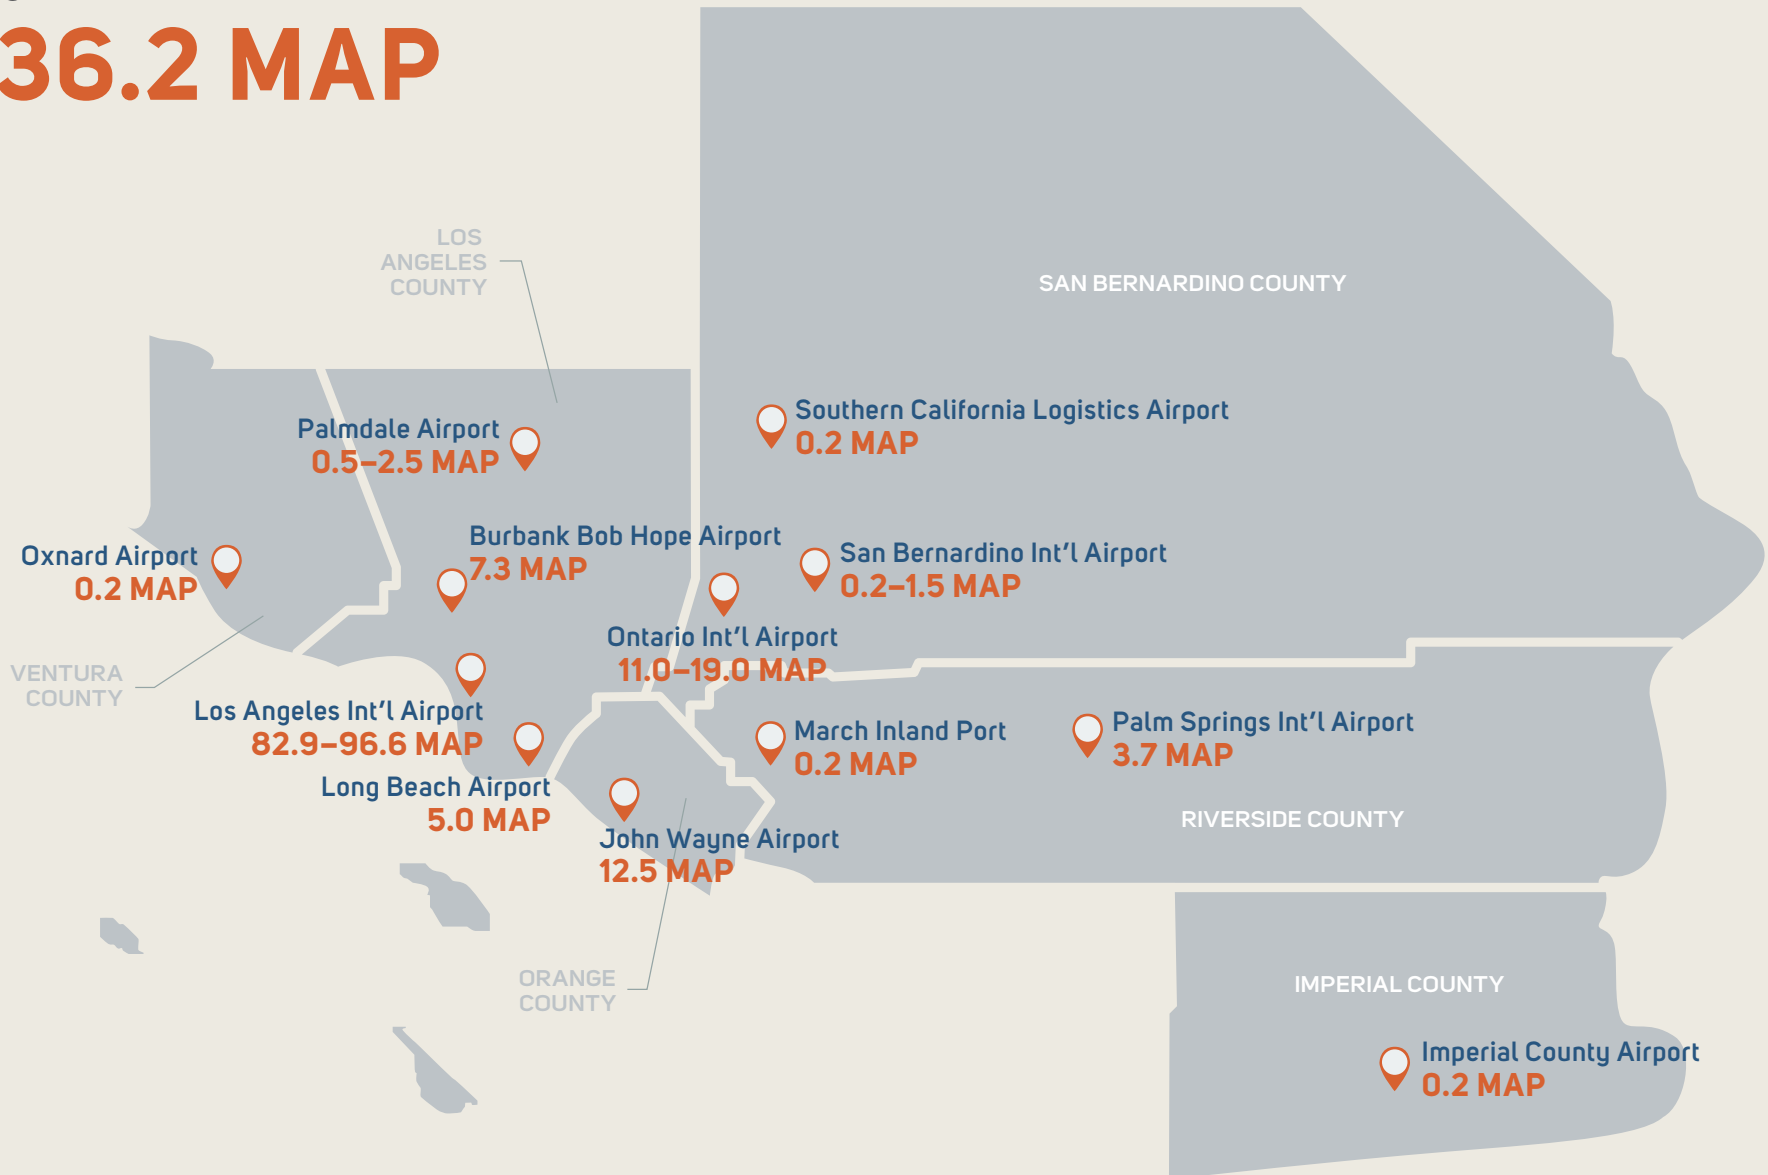 36.2 MAP
LOS
ANGELES
COUNTY
SAN BERNARDINO COUNTY
Southern California Logistics Airport
0.2 MAP
Palmdale Airport
0.5–2.5 MAP
Burbank Bob Hope Airport
7.3 MAP
San Bernardino Int'l Airport
0.2–1.5 MAP
Oxnard Airport
0.2 MAP
Ontario Int'l Airport
11.0–19.0 MAP
VENTURA
COUNTY
Los Angeles Int'l Airport
82.9–96.6 MAP
March Inland Port
0.2 MAP
Palm Springs Int'l Airport
3.7 MAP
Long Beach Airport
5.0 MAP
RIVERSIDE COUNTY
John Wayne Airport
12.5 MAP
ORANGE
COUNTY
IMPERIAL COUNTY
Imperial County Airport
0.2 MAP